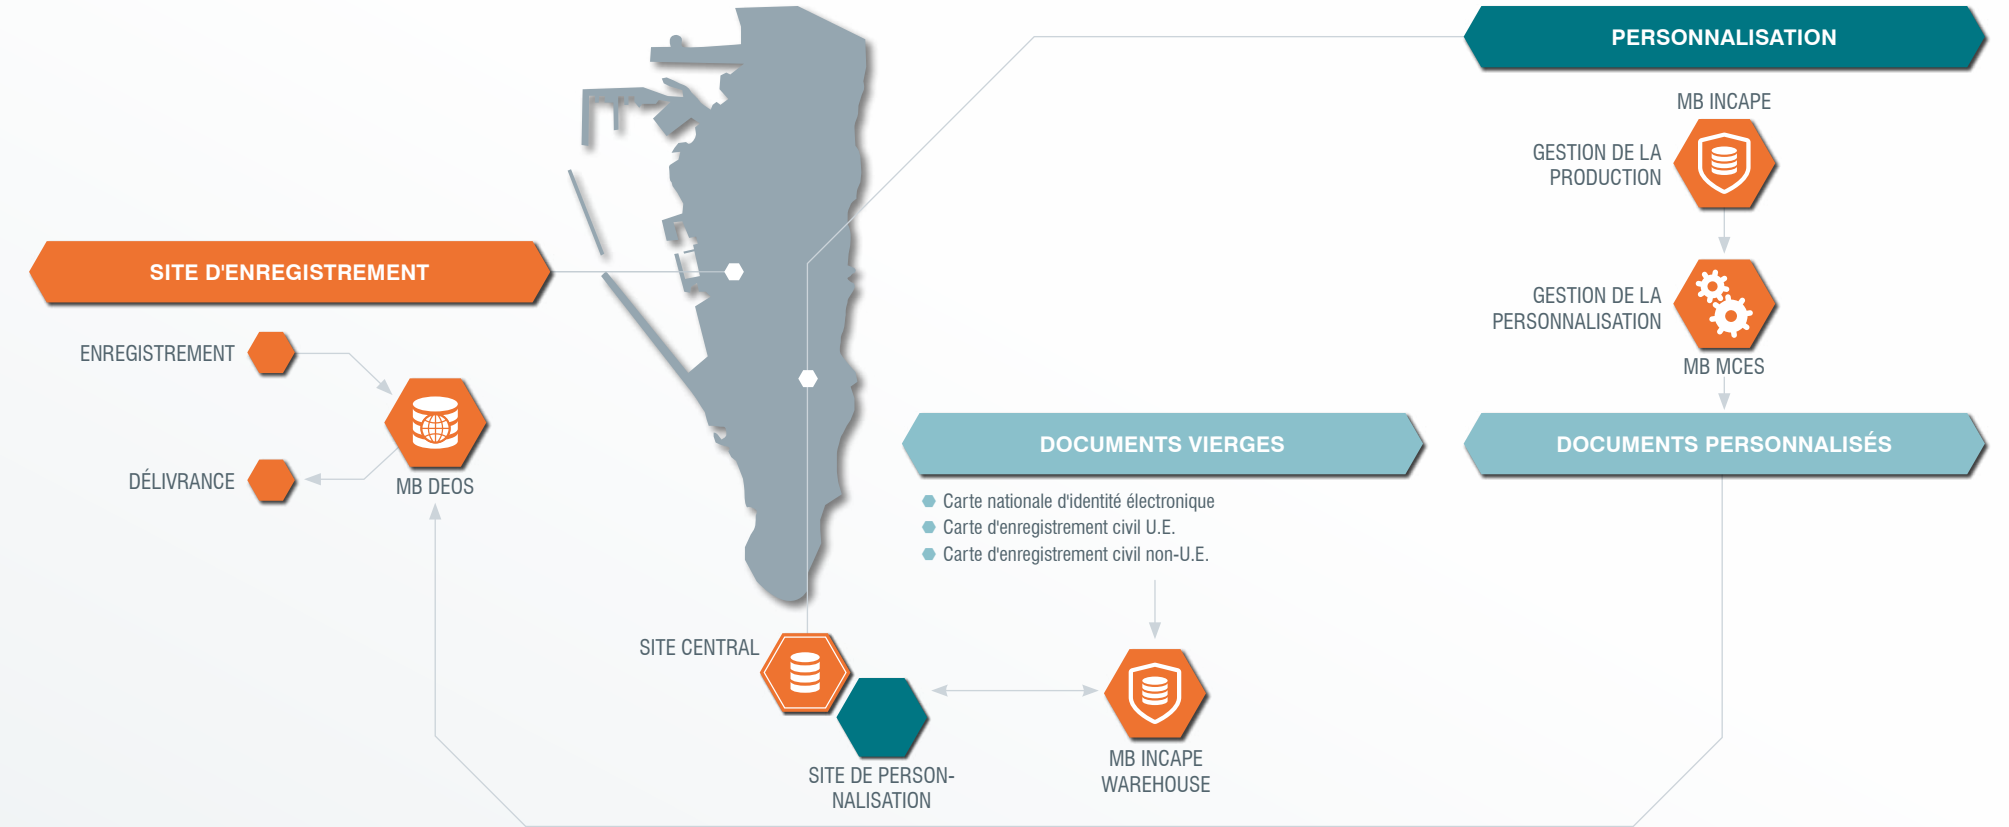 PERSONNALISATION
MB INCAPE
GESTION DE LA
PRODUCTION
SITE D'ENREGISTREMENT
GESTION DE LA
PERSONNALISATION
MB MCES
ENREGISTREMENT
DÉLIVRANCE
MB DEOS
DOCUMENTS VIERGES
DOCUMENTS PERSONNALISÉS
Carte nationale d'identité électronique
Carte d'enregistrement civil U.E.
Carte d'enregistrement civil non-U.E.
SITE CENTRAL
SITE DE PERSON-
NALISATION
MB INCAPE
WAREHOUSE